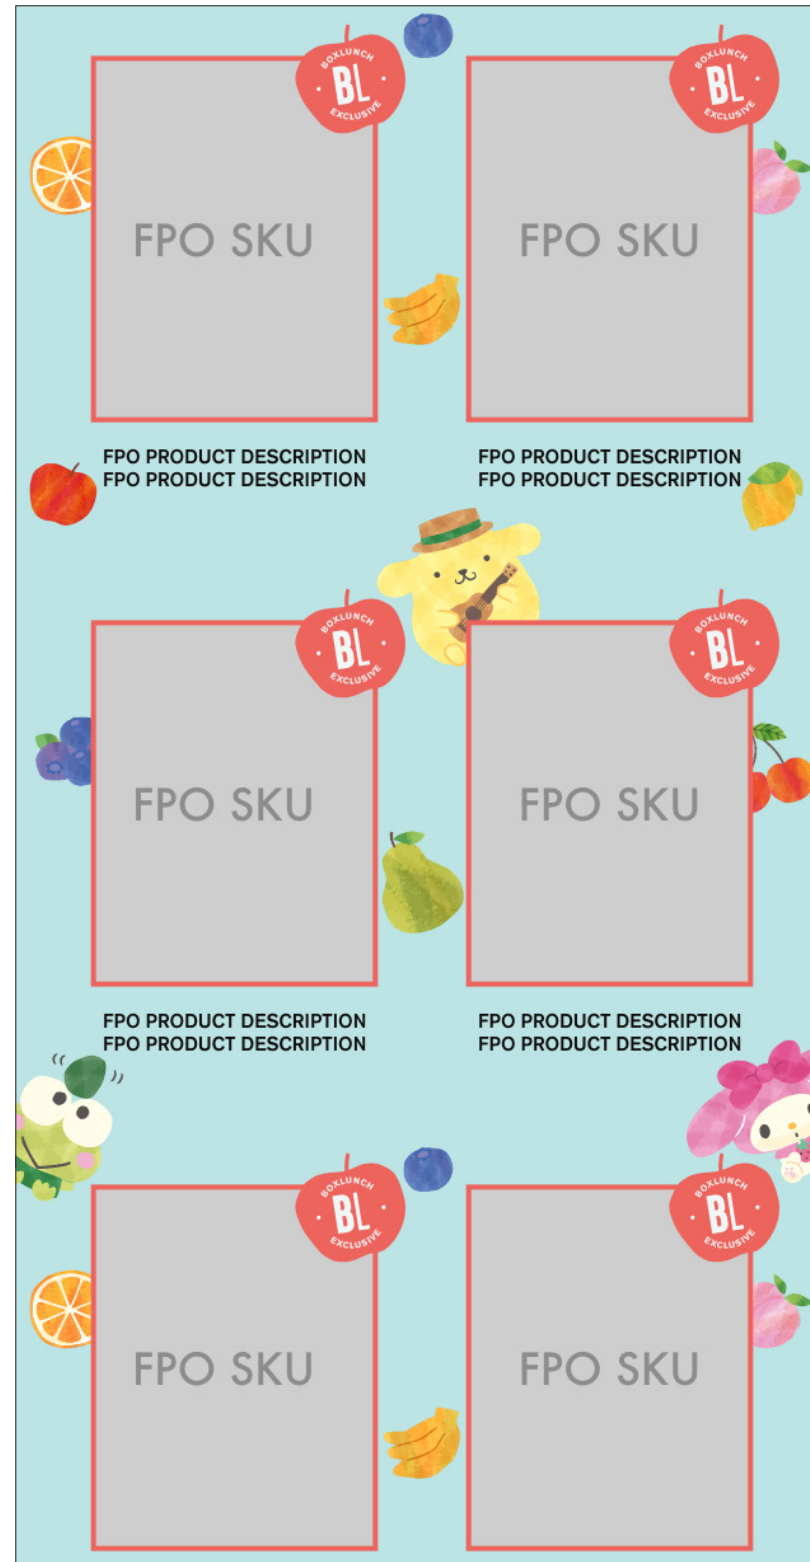 BOXLUNCH
BL
EXCLUSIVE
BOXLUNCH
BL
EXCLUSIVE
FPO SKU
FPO SKU
FPO PRODUCT DESCRIPTION
FPO PRODUCT DESCRIPTION
FPO PRODUCT DESCRIPTION
FPO PRODUCT DESCRIPTION
BOXLUNCH
BL
EXCLUSIVE
BOXLUNCH
BL
EXCLUSIVE
FPO SKU
FPO SKU
FPO PRODUCT DESCRIPTION
FPO PRODUCT DESCRIPTION
FPO PRODUCT DESCRIPTION
FPO PRODUCT DESCRIPTION
BOXLUNCH
BL
EXCLUSIVE
BOXLUNCH
BL
EXCLUSIVE
FPO SKU
FPO SKU